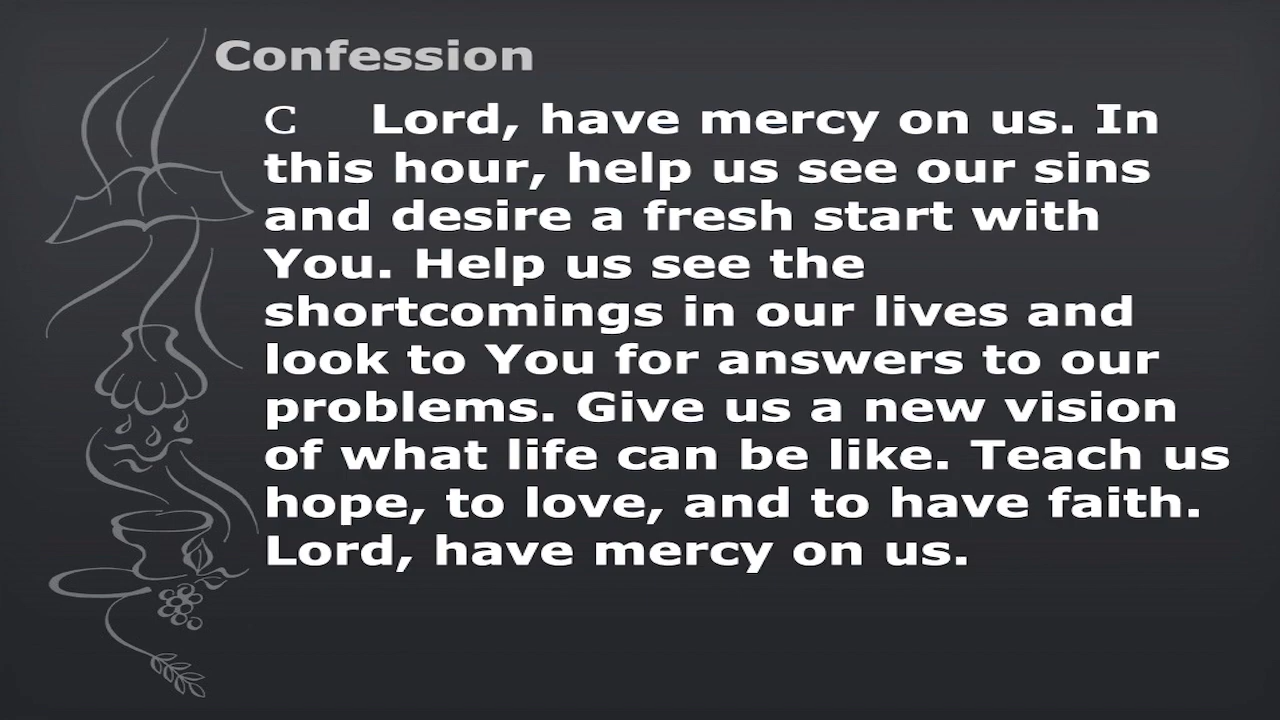 Confession
C Lord, have mercy on us. In
this hour, help us see our sins
and desire a fresh start with
You. Help us see the
shortcomings in our lives and
look to You for answers to our
problems. Give us a new vision
of what life can be like. Teach us
hope, to love, and to have faith.
Lord, have mercy on us.